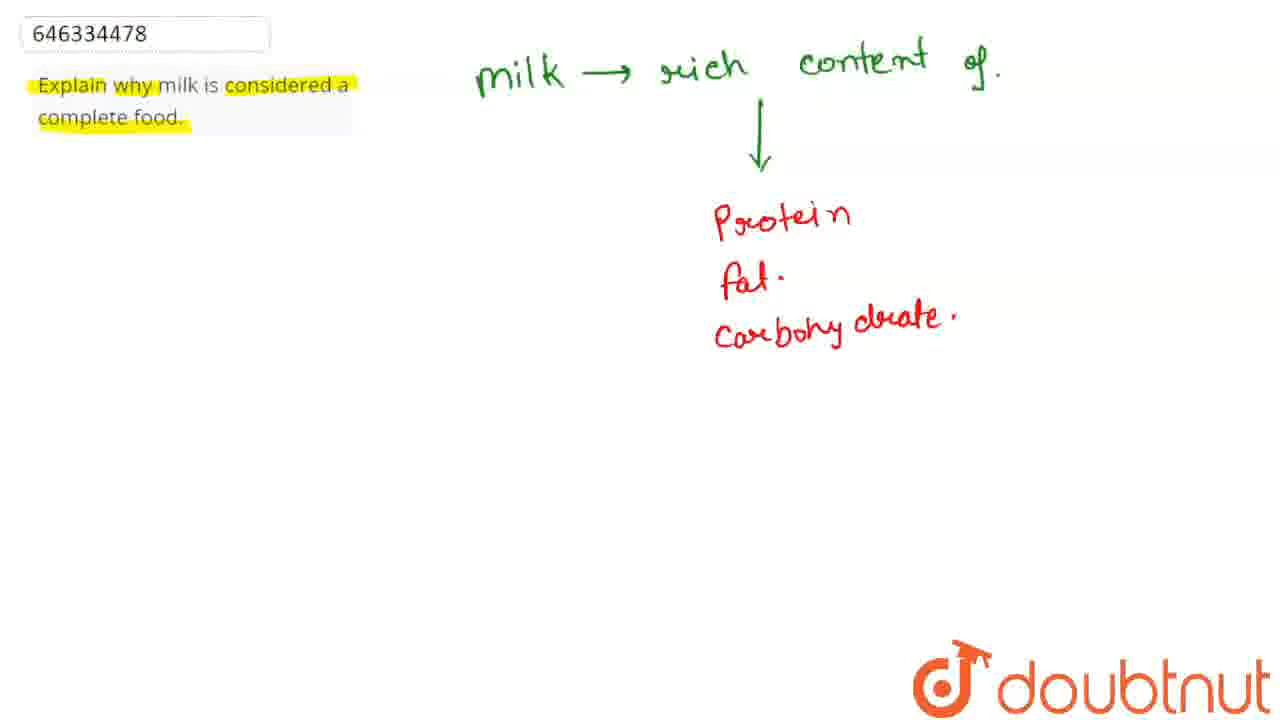 646334478
Explain why milk is considered a
complete food.
milk → rich content of.
Protein
fat.
Carbohydrate.
doubtnut